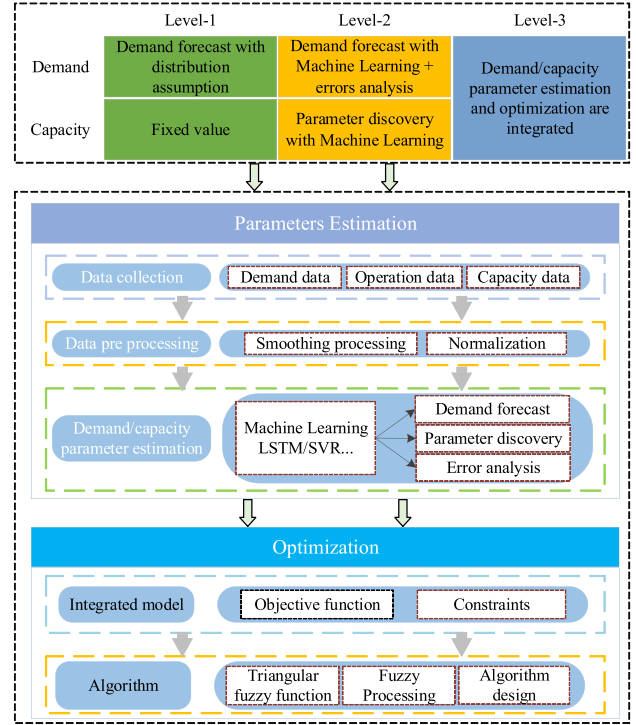 Level-1 Level-2 Level-3
Demand
Demand forecast with
distribution
assumption
Demand forecast with
Machine Learning +
errors analysis
Demand/capacity
parameter estimation
and optimization are
integrated
Capacity
Fixed value
Parameter discovery
with Machine Learning
Parameters Estimation
Data collection
Demand data
Operation data
Capacity data
Data pre processing
Smoothing processing
Normalization
Demand/capacity
parameter estimation
Machine Learning
LSTM/SVR...
Demand forecast
Parameter discovery
Error analysis
Optimization
Integrated model
Objective function
Constraints
Algorithm
Triangular
fuzzy function
Fuzzy
Processing
Algorithm
design